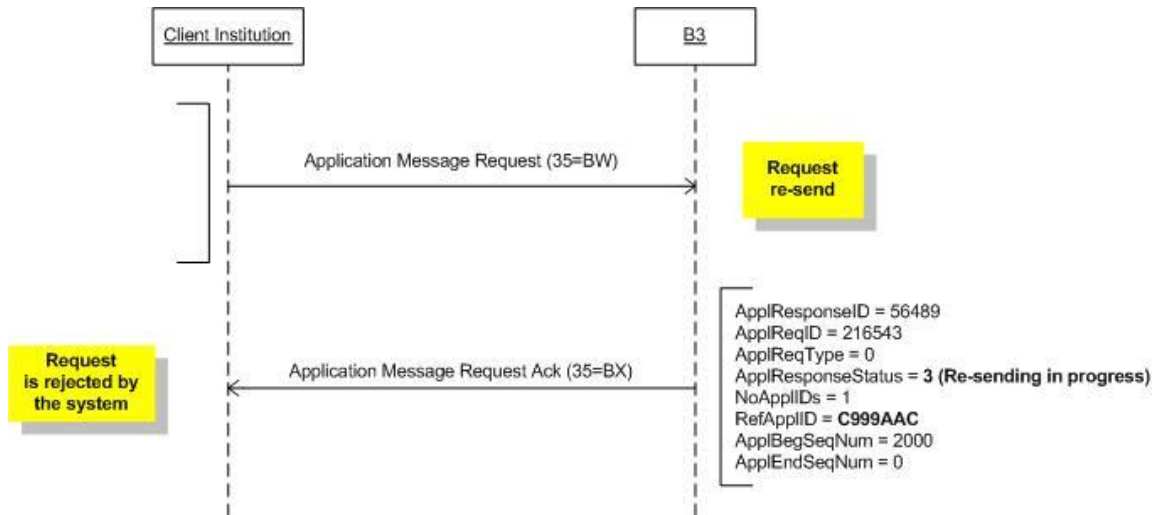 Client Institution
B3
Application Message Request (35=BW)
Request
re-send
ApplResponseID = 56489
ApplReqID = 216543
ApplReqType = 0
ApplResponseStatus = 3 (Re-sending in progress)
NoApplIDs = 1
RefApplID = C999AAC
ApplBegSeqNum = 2000
ApplEndSeqNum = 0
Request
is rejected by
the system
Application Message Request Ack (35=BX)